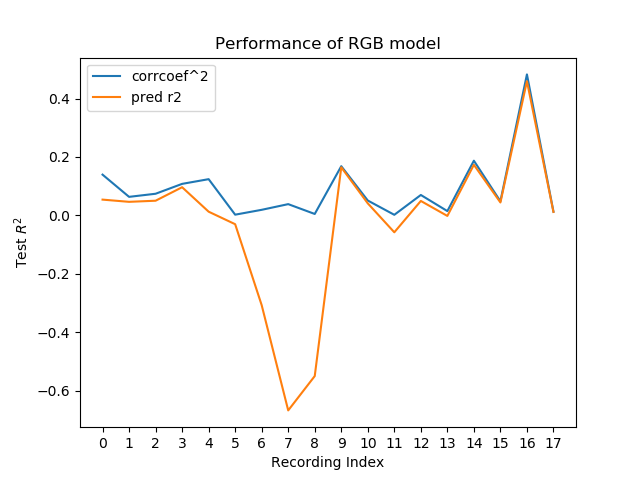 Performance of RGB model
corrcoef^2
pred r2
Test R²
0.4
0.2
0.0
−0.2
−0.4
−0.6
0 1 2 3 4 5 6 7 8 9 10 11 12 13 14 15 16 17
Recording Index